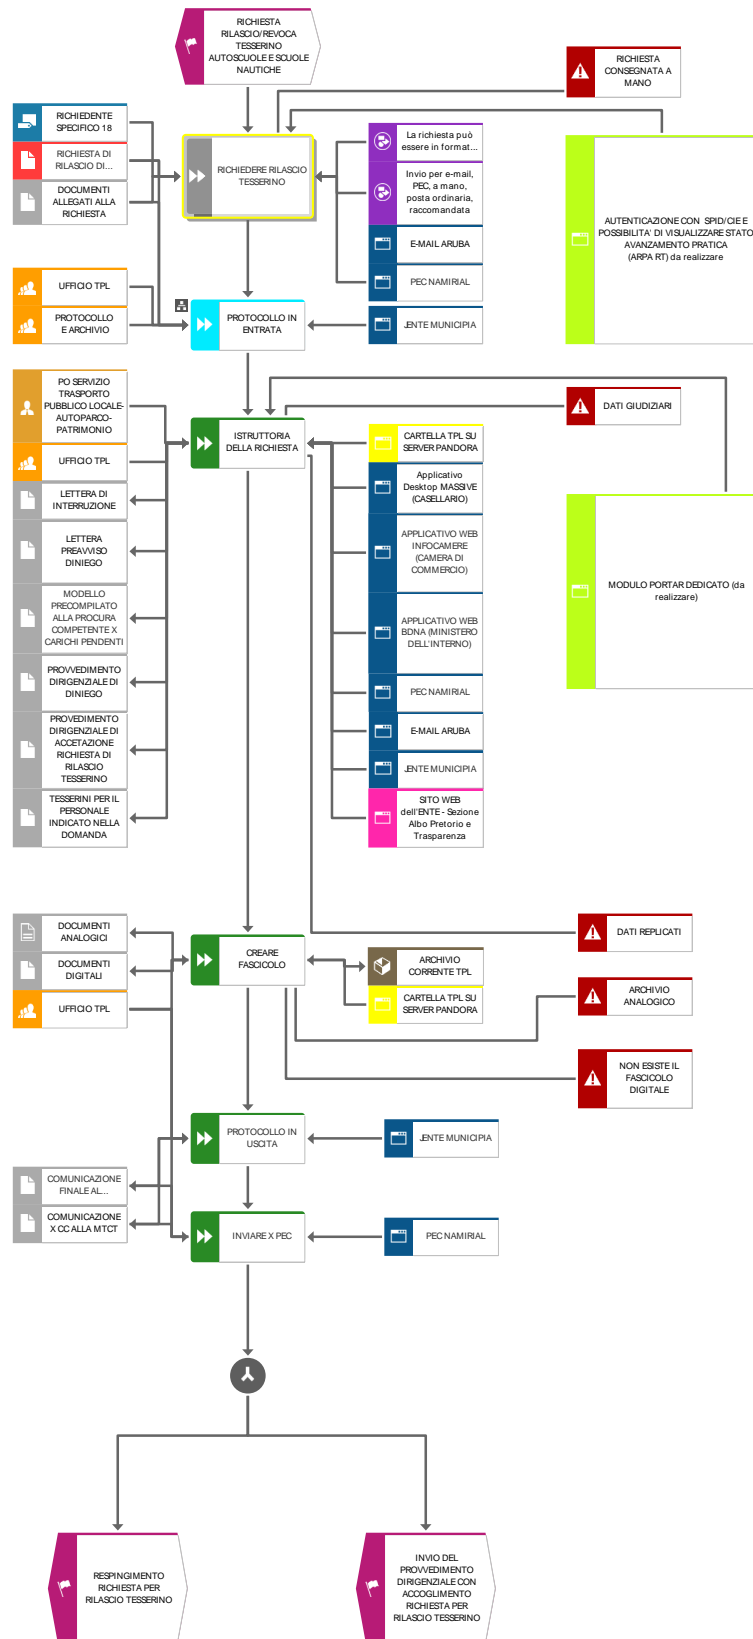 RICHIESTA
RILASCIO/REVOCA
TESSERINO
AUTOSCUOLE E SCUOLE
NAUTICHE
RICHIESTA
CONSEGNATA A
MANO
RICHIEDENTE
SPECIFICO 18
RICHIESTA DI
RILASCIO DI...
DOCUMENTI
ALLEGATI ALLA
RICHIESTA
RICHIEDERE RILASCIO
TESSERINO
La richiesta può
essere in format...
Invio per e-mail,
PEC, a mano,
posta ordinaria,
raccomandata
E-MAIL ARUBA
PEC NAMIRIAL
AUTENTICAZIONE CON SPID/CIE E
POSSIBILITA' DI VISUALIZZARE STATO
AVANZAMENTO PRATICA
(ARPA RT) da realizzare
UFFICIO TPL
PROTOCOLLO
E ARCHIVIO
PROTOCOLLO IN
ENTRATA
JENTE MUNICIPIA
PO SERVIZIO
TRASPORTO
PUBBLICO LOCALE-
AUTOPARCO-
PATRIMONIO
UFFICIO TPL
LETTERA DI
INTERRUZIONE
LETTERA
PREAVVISO
DINIEGO
MODELLO
PRECOMPILATO
ALLA PROCURA
COMPETENTE X
CARICHI PENDENTI
PROVVEDIMENTO
DIRIGENZIALE DI
DINIEGO
PROVEDIMENTO
DIRIGENZIALE DI
ACCETAZIONE
RICHIESTA DI
RILASCIO
TESSERINO
TESSERINI PER IL
PERSONALE
INDICATO NELLA
DOMANDA
ISTRUTTORIA
DELLA RICHIESTA
CARTELLA TPL SU
SERVER PANDORA
Applicativo
Desktop MASSIVE
(CASELLARIO)
APPLICATIVO WEB
INFOCAMERE
(CAMERA DI
COMMERCIO)
APPLICATIVO WEB
BDNA (MINISTERO
DELL'INTERNO)
PEC NAMIRIAL
E-MAIL ARUBA
JENTE MUNICIPIA
SITO WEB
dell'ENTE - Sezione
Albo Pretorio e
Trasparenza
DATI GIUDIZIARI
MODULO PORTAR DEDICATO (da
realizzare)
DOCUMENTI
ANALOGICI
DOCUMENTI
DIGITALI
UFFICIO TPL
CREARE
FASCICOLO
ARCHIVIO
CORRENTE TPL
CARTELLA TPL SU
SERVER PANDORA
DATI REPLICATI
ARCHIVIO
ANALOGICO
NON ESISTE IL
FASCICOLO
DIGITALE
PROTOCOLLO IN
USCITA
JENTE MUNICIPIA
COMUNICAZIONE
FINALE AL...
COMUNICAZIONE
X CC ALLA MTCT
INVIARE X PEC
PEC NAMIRIAL
RESPINGIMENTO
RICHIESTA PER
RILASCIO TESSERINO
INVIO DEL
PROVVEDIMENTO
DIRIGENZIALE CON
ACCOGLIMENTO
RICHIESTA PER
RILASCIO TESSERINO